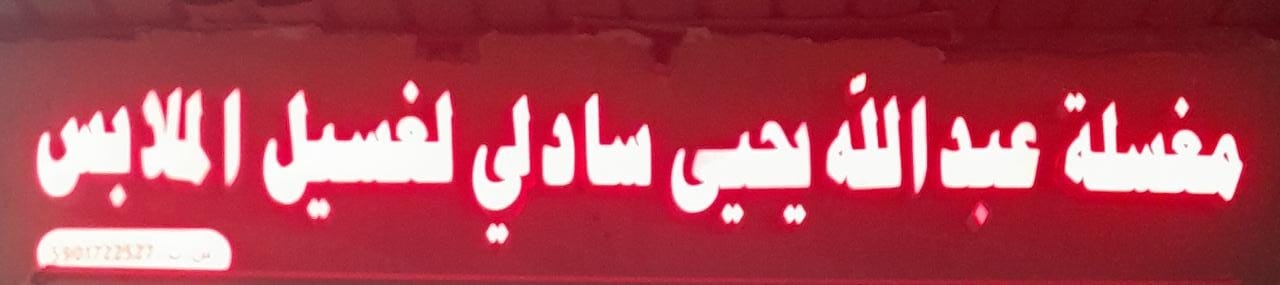 مغسلة عبدالله يحيى سادلي لغسيل الملابس
س ت 5901722527